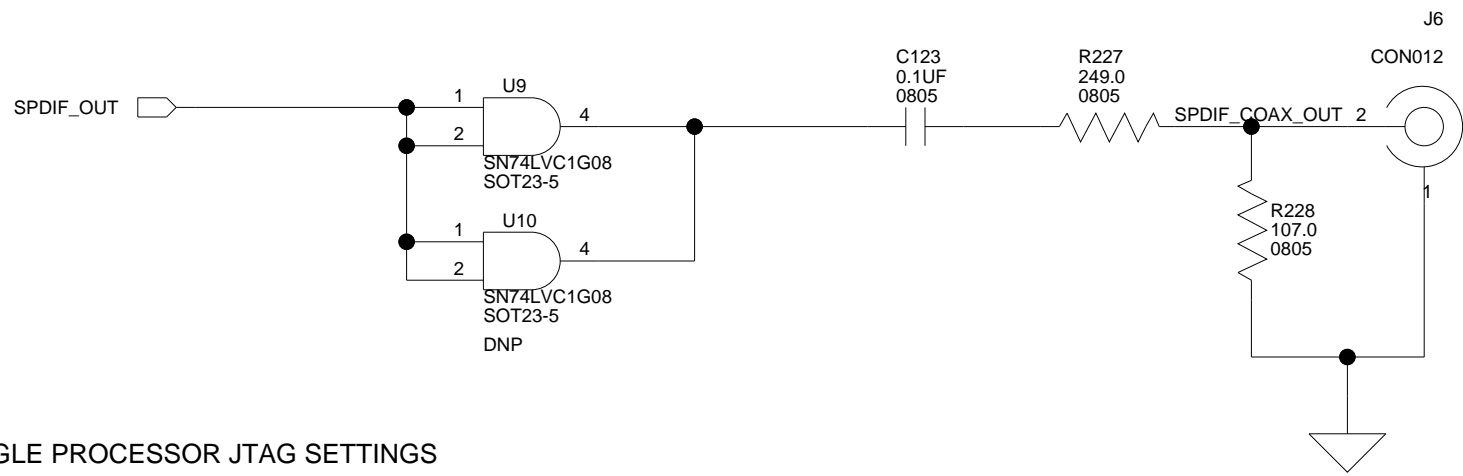 J6
CON012
C123
0.1UF
0805
R227
249.0
0805
SPDIF_OUT
U9
1
2
4
SN74LVC1G08
SOT23-5
SPDIF_COAX_OUT 2
1
U10
1
2
4
SN74LVC1G08
SOT23-5
DNP
R228
107.0
0805
GLE PROCESSOR JTAG SETTINGS